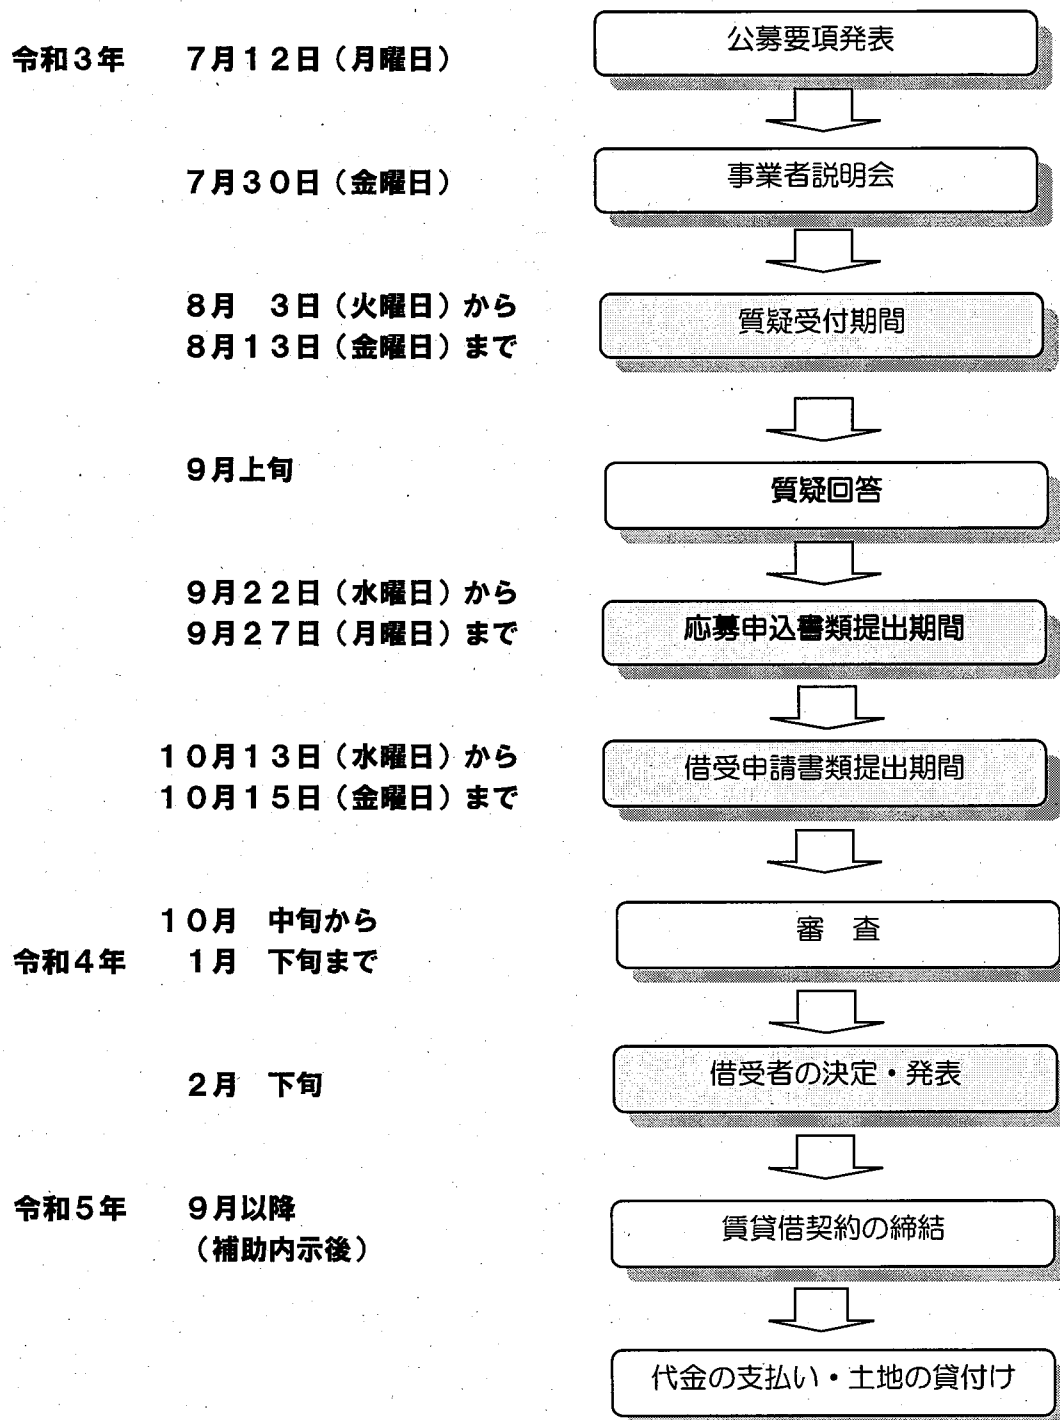 令和3年　7月12日（月曜日）　公募要項発表
7月30日（金曜日）　事業者説明会
8月　3日（火曜日）から
8月13日（金曜日）まで　質疑受付期間
9月上旬　質疑回答
9月22日（水曜日）から
9月27日（月曜日）まで　応募申込書類提出期間
10月13日（水曜日）から
10月15日（金曜日）まで　借受申請書類提出期間
10月　中旬から
令和4年　1月　下旬まで　審　査
2月　下旬　借受者の決定・発表
令和5年　9月以降
（補助内示後）　賃貸借契約の締結
代金の支払い・土地の貸付け